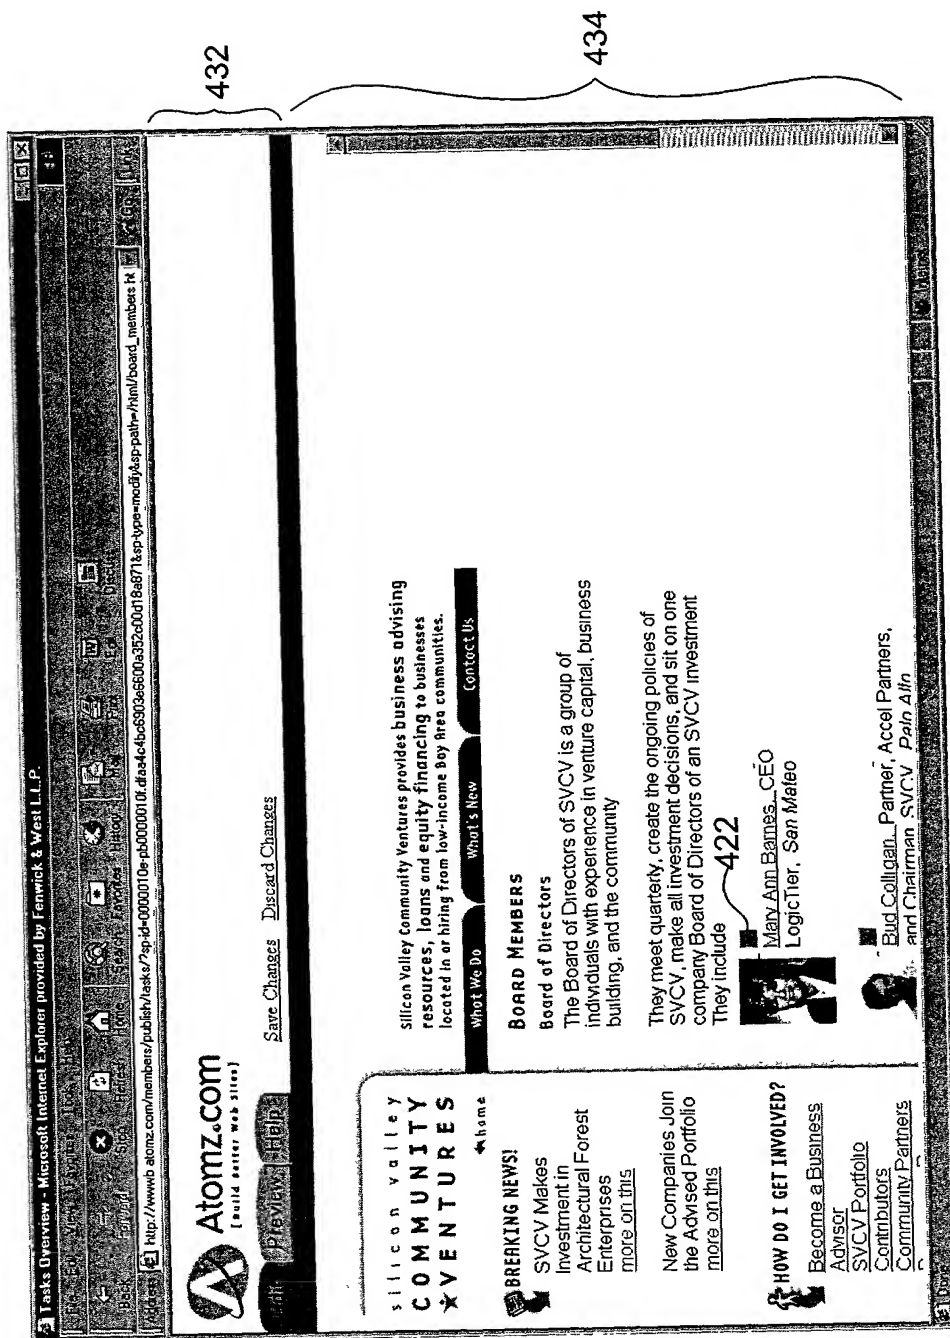 Tasks Overview - Microsoft Internet Explorer provided by Fenwick & West L.L.P.
Back
Forward
Stop
Refresh
Home
Search
Favorites
History
Mail
Print
Edit
Discuss
Address
Go
Links
Atomz.com
[build better web sites]
Edit
Preview
Help
Save Changes
Discard Changes
432
434
silicon valley
COMMUNITY
VENTURES
home
Silicon Valley Community Ventures provides business advising
resources, loans and equity financing to businesses
located in or hiring from low-income Bay Area communities.
What We Do
What's New
Contact Us
BREAKING NEWS!
SVCV Makes
Investment in
Architectural Forest
Enterprises
more on this
New Companies Join
the Advised Portfolio
more on this
HOW DO I GET INVOLVED?
Become a Business
Advisor
SVCV Portfolio
Contributors
Community Partners
BOARD MEMBERS
Board of Directors
The Board of Directors of SVCV is a group of
individuals with experience in venture capital, business
building, and the community
They meet quarterly, create the ongoing policies of
SVCV, make all investment decisions, and sit on one
company Board of Directors of an SVCV investment
They Include
422
Mary Ann Barnes, CEO
LogicTier, San Mateo
Bud Colligan, Partner, Accel Partners,
and Chairman SVCV Palo Alto